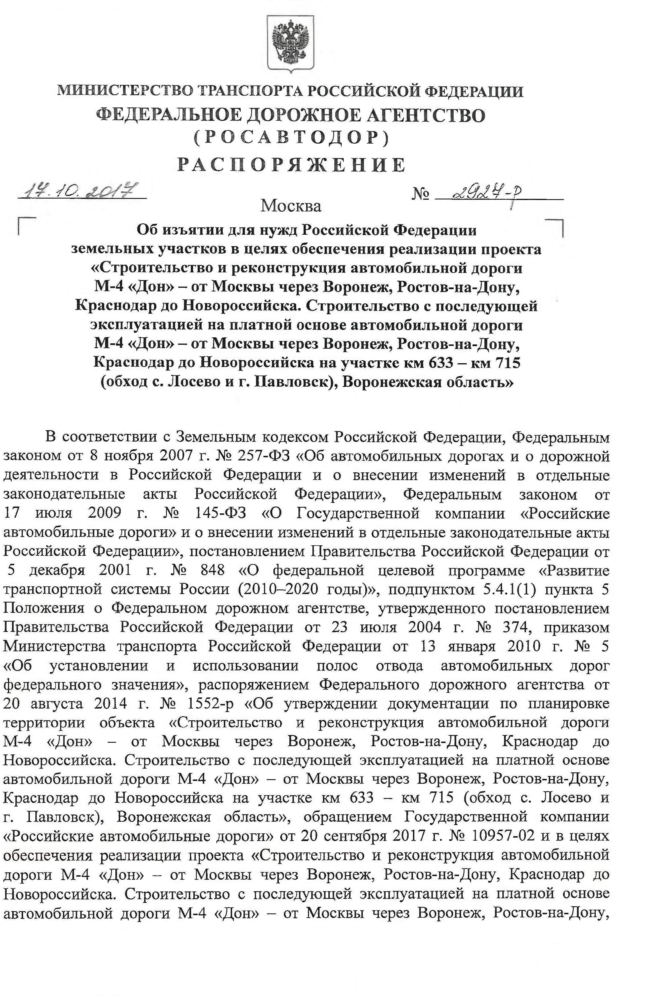 МИНИСТЕРСТВО ТРАНСПОРТА РОССИЙСКОЙ ФЕДЕРАЦИИ
ФЕДЕРАЛЬНОЕ ДОРОЖНОЕ АГЕНТСТВО
(РОСАВТОДОР)
РАСПОРЯЖЕНИЕ
17.10.2017
№ 2927-р
Москва
Об изъятии для нужд Российской Федерации
земельных участков в целях обеспечения реализации проекта
«Строительство и реконструкция автомобильной дороги
М-4 «Дон» – от Москвы через Воронеж, Ростов-на-Дону,
Краснодар до Новороссийска. Строительство с последующей
эксплуатацией на платной основе автомобильной дороги
М-4 «Дон» – от Москвы через Воронеж, Ростов-на-Дону,
Краснодар до Новороссийска на участке км 633 – км 715
(обход с. Лосево и г. Павловск), Воронежская область»
В соответствии с Земельным кодексом Российской Федерации, Федеральным
законом от 8 ноября 2007 г. № 257-ФЗ «Об автомобильных дорогах и о дорожной
деятельности в Российской Федерации и о внесении изменений в отдельные
законодательные акты Российской Федерации», Федеральным законом от
17 июля 2009 г. № 145-ФЗ «О Государственной компании «Российские
автомобильные дороги» и о внесении изменений в отдельные законодательные акты
Российской Федерации», постановлением Правительства Российской Федерации от
5 декабря 2001 г. № 848 «О федеральной целевой программе «Развитие
транспортной системы России (2010–2020 годы)», подпунктом 5.4.1(1) пункта 5
Положения о Федеральном дорожном агентстве, утвержденного постановлением
Правительства Российской Федерации от 23 июля 2004 г. № 374, приказом
Министерства транспорта Российской Федерации от 13 января 2010 г. № 5
«Об установлении и использовании полос отвода автомобильных дорог
федерального значения», распоряжением Федерального дорожного агентства от
20 августа 2014 г. № 1552-р «Об утверждении документации по планировке
территории объекта «Строительство и реконструкция автомобильной дороги
М-4 «Дон» – от Москвы через Воронеж, Ростов-на-Дону, Краснодар до
Новороссийска. Строительство с последующей эксплуатацией на платной основе
автомобильной дороги М-4 «Дон» – от Москвы через Воронеж, Ростов-на-Дону,
Краснодар до Новороссийска на участке км 633 – км 715 (обход с. Лосево и
г. Павловск), Воронежская область», обращением Государственной компании
«Российские автомобильные дороги» от 20 сентября 2017 г. № 10957-02 и в целях
обеспечения реализации проекта «Строительство и реконструкция автомобильной
дороги М-4 «Дон» – от Москвы через Воронеж, Ростов-на-Дону, Краснодар до
Новороссийска. Строительство с последующей эксплуатацией на платной основе
автомобильной дороги М-4 «Дон» – от Москвы через Воронеж, Ростов-на-Дону,